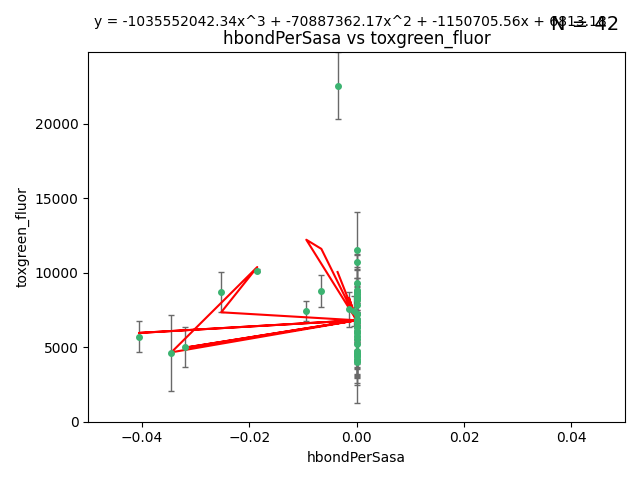 y = -1035552042.34x^3 + -70887362.17x^2 + -1150705.56x + 6813.18
N = 42
hbondPerSasa vs toxgreen_fluor
toxgreen_fluor
20000
15000
10000
5000
0
-0.04
-0.02
0.00
0.02
0.04
hbondPerSasa